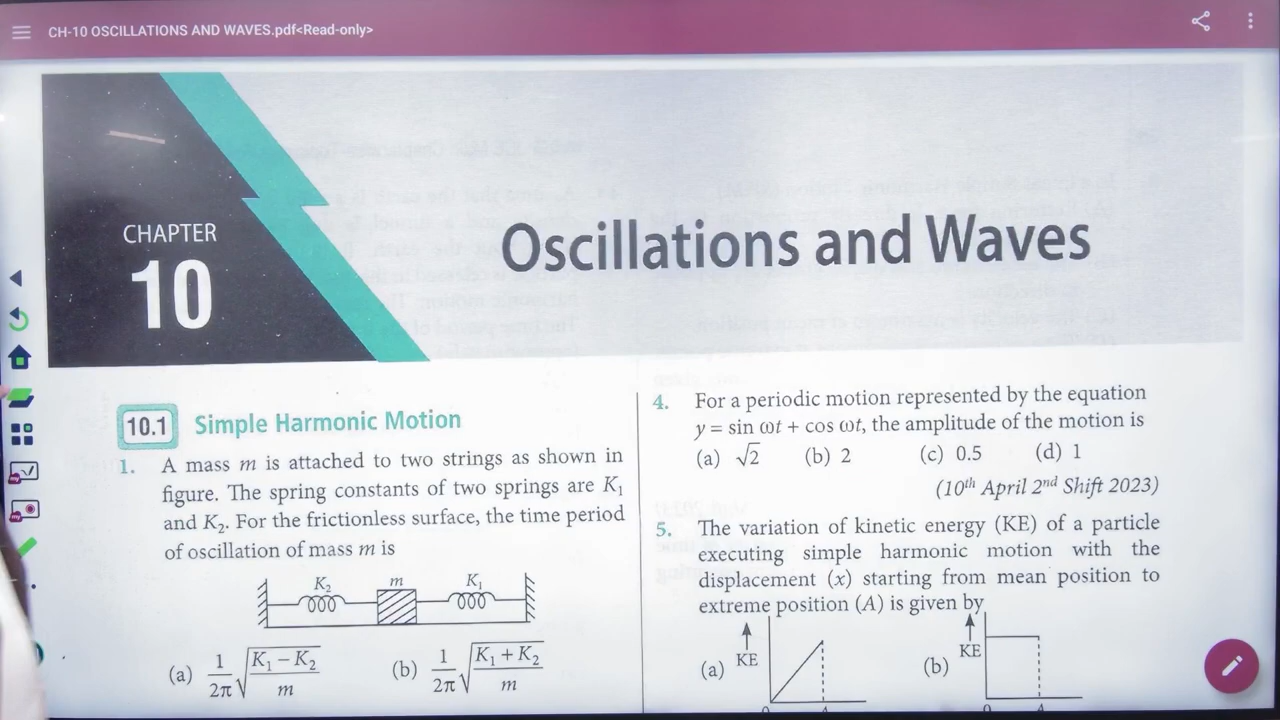 CH-10 OSCILLATIONS AND WAVES.pdf<Read-only>
CHAPTER
10
Oscillations and Waves
10.1 Simple Harmonic Motion
1. A mass m is attached to two strings as shown in
figure. The spring constants of two springs are K₁
and K₂. For the frictionless surface, the time period
of oscillation of mass m is
K₂ m K₁
(a) 1/2π √(K₁ – K₂ / m) (b) 1/2π √(K₁ + K₂ / m)
4. For a periodic motion represented by the equation
y = sin ωt + cos ωt, the amplitude of the motion is
(a) √2 (b) 2 (c) 0.5 (d) 1
(10th April 2nd Shift 2023)
5. The variation of kinetic energy (KE) of a particle
executing simple harmonic motion with the
displacement (x) starting from mean position to
extreme position (A) is given by
(a) KE (b) KE